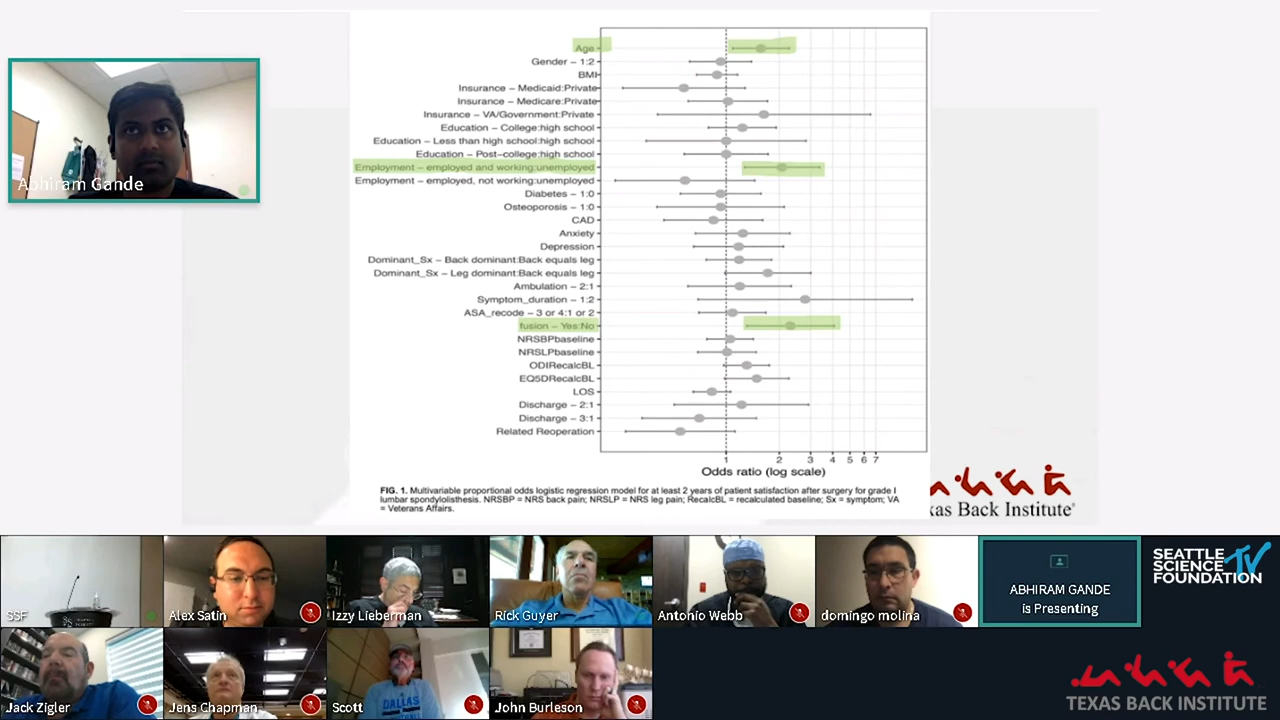 Age
Gender – 1:2
BMI
Insurance – Medicaid:Private
Insurance – Medicare:Private
Insurance – VA/Government:Private
Education – College:high school
Education – Less than high school:high school
Education – Post–college:high school
Employment – employed and working:unemployed
Employment – employed, not working:unemployed
Diabetes – 1:0
Osteoporosis – 1:0
CAD
Anxiety
Depression
Dominant_Sx – Back dominant:Back equals leg
Dominant_Sx – Leg dominant:Back equals leg
Ambulation – 2:1
Symptom_duration – 1:2
ASA_recode – 3 or 4:1 or 2
fusion – Yes:No
NRSBPbaseline
NRSLPbaseline
ODIRecalcBL
EQ5DRecalcBL
LOS
Discharge – 2:1
Discharge – 3:1
Related Reoperation
1 2 3 4 5 6 7
Odds ratio (log scale)
FIG. 1. Multivariable proportional odds logistic regression model for at least 2 years of patient satisfaction after surgery for grade I
lumbar spondylolisthesis. NRSBP = NRS back pain; NRSLP = NRS leg pain; RecalcBL = recalculated baseline; Sx = symptom; VA
= Veterans Affairs.
xas Back Institute®
Abhiram Gande
SSF
Alex Satin
Izzy Lieberman
Rick Guyer
Antonio Webb
domingo molina
ABHIRAM GANDE
is Presenting
SEATTLE
SCIENCE
FOUNDATION
TV
Jack Zigler
Jens Chapman
Scott
DALLAS
John Burleson
TEXAS BACK INSTITUTE